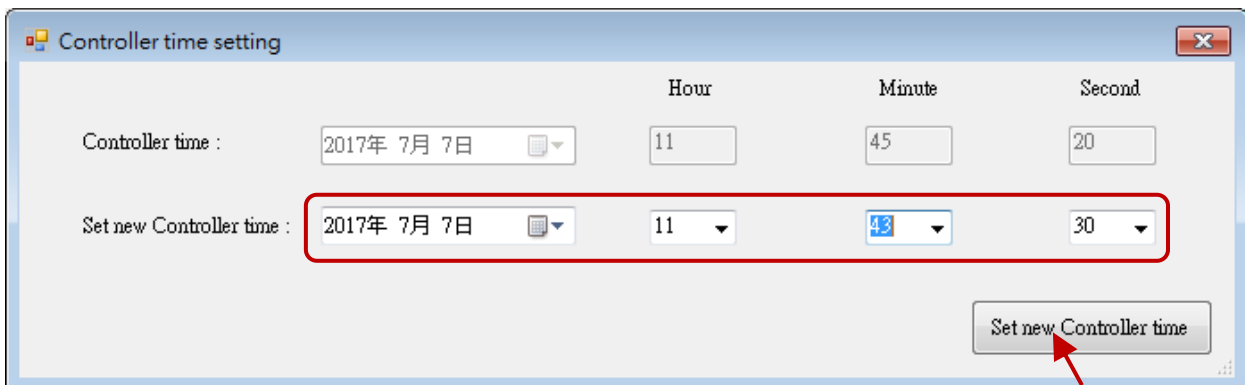 Controller time setting
Hour Minute Second
Controller time : 2017年 7月 7日 11 45 20
Set new Controller time : 2017年 7月 7日 11 43 30
Set new Controller time